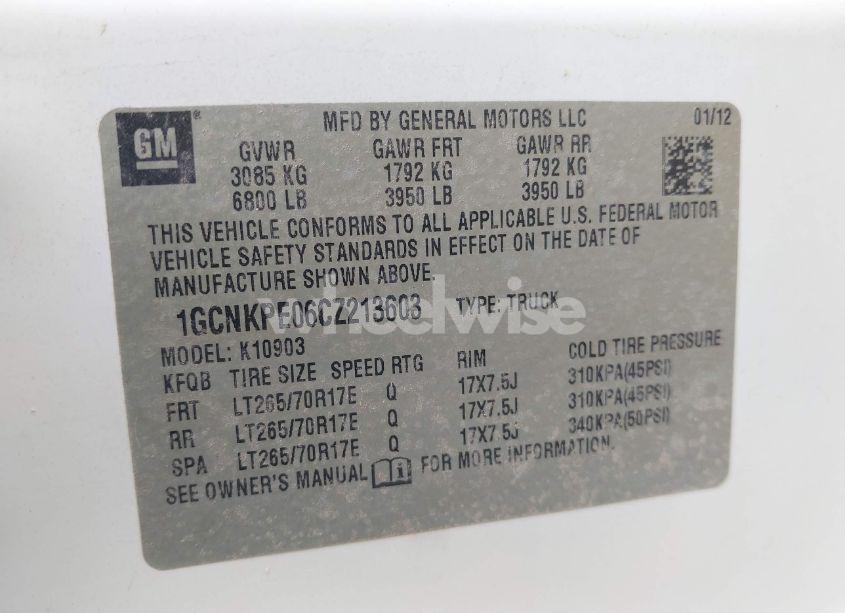 GM ® MFD BY GENERAL MOTORS LLC 01/12
GVWR GAWR FRT GAWR RR
3085 KG 1792 KG 1792 KG
6800 LB 3950 LB 3950 LB
THIS VEHICLE CONFORMS TO ALL APPLICABLE U.S. FEDERAL MOTOR
VEHICLE SAFETY STANDARDS IN EFFECT ON THE DATE OF
MANUFACTURE SHOWN ABOVE.
wheelwise
1GCNKPE06CZ213603 TYPE: TRUCK
MODEL: K10903
KFQB TIRE SIZE SPEED RTG RIM COLD TIRE PRESSURE
FRT LT265/70R17E Q 17X7.5J 310KPA(45PSI)
RR LT265/70R17E Q 17X7.5J 310KPA(45PSI)
SPA LT265/70R17E Q 17X7.5J 340KPA(50PSI)
SEE OWNER'S MANUAL FOR MORE INFORMATION.